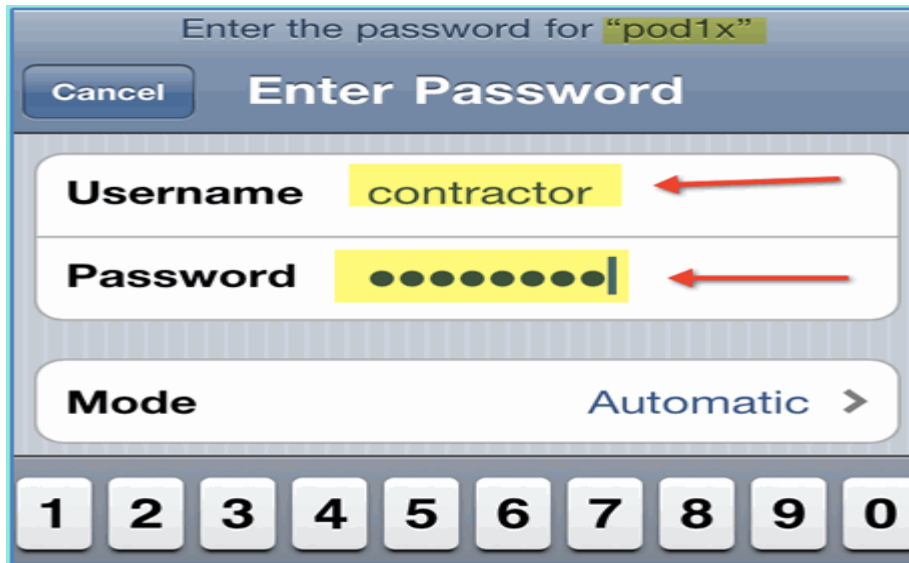 Enter the password for “pod1x”
Cancel Enter Password
Username contractor
Password ●●●●●●●●
Mode Automatic >
1 2 3 4 5 6 7 8 9 0